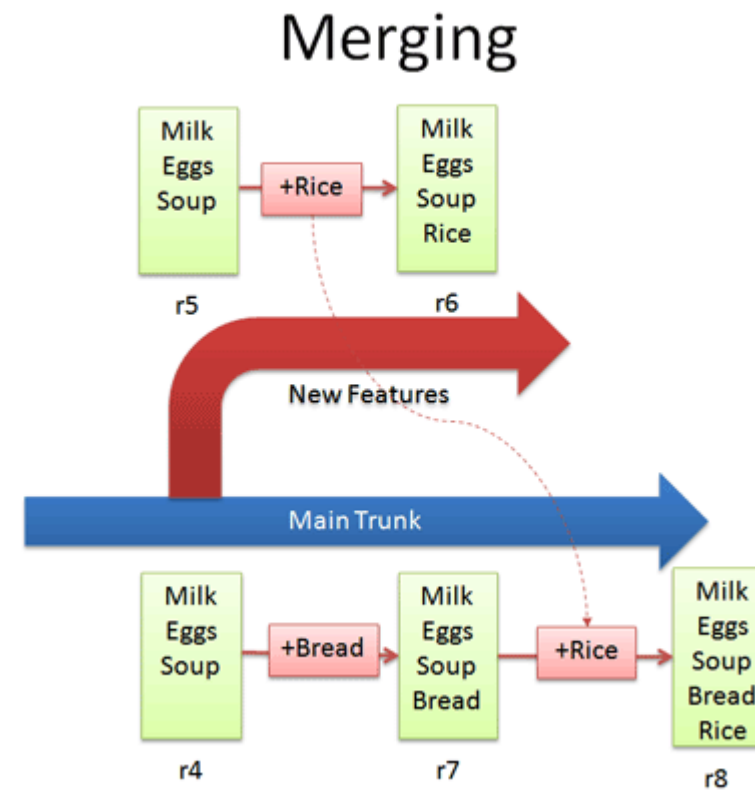 Merging
Milk
Eggs
Soup
+Rice
Milk
Eggs
Soup
Rice
r5
r6
New Features
Main Trunk
Milk
Eggs
Soup
+Bread
Milk
Eggs
Soup
Bread
+Rice
Milk
Eggs
Soup
Bread
Rice
r4
r7
r8